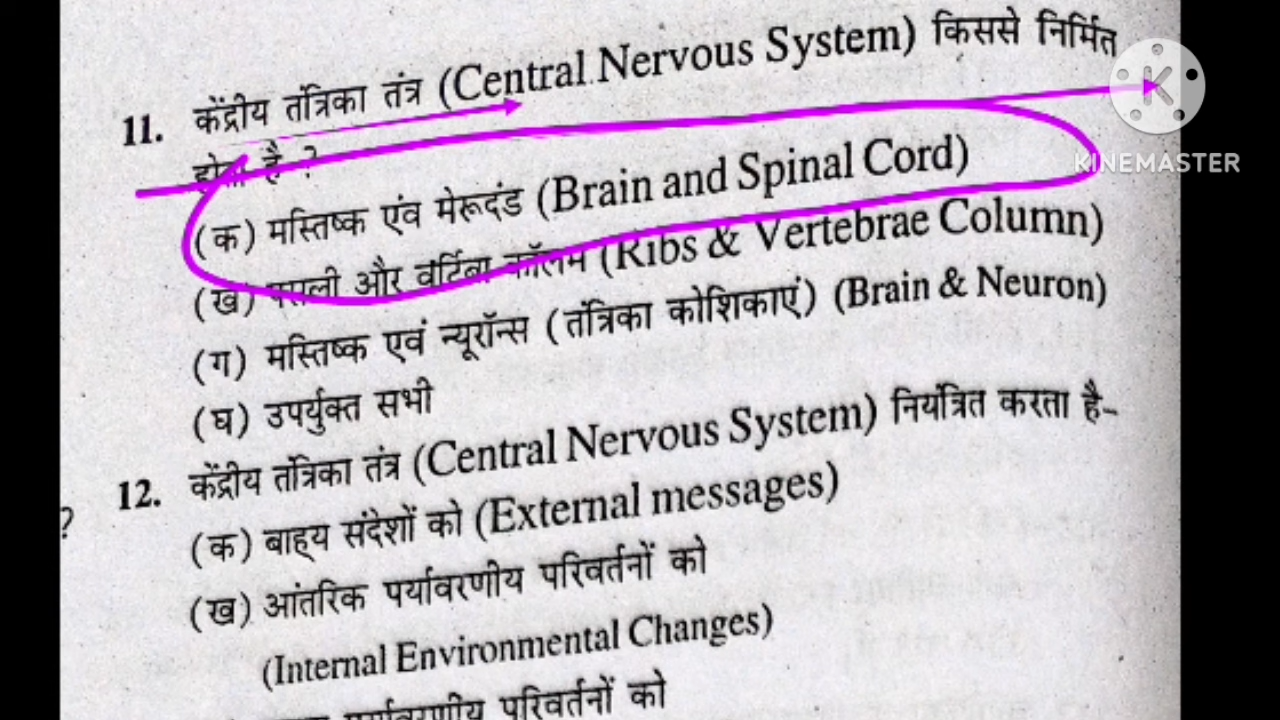 11. केंद्रीय तंत्रिका तंत्र (Central Nervous System) किससे निर्मित
होता है ?
(क) मस्तिष्क एंव मेरूदंड (Brain and Spinal Cord)
(ख) पसली और वर्टिब्रा कॉलम (Ribs & Vertebrae Column)
(ग) मस्तिष्क एवं न्यूरॉन्स (तंत्रिका कोशिकाएं) (Brain & Neuron)
(घ) उपर्युक्त सभी
12. केंद्रीय तंत्रिका तंत्र (Central Nervous System) नियंत्रित करता है-
?
(क) बाह्य संदेशों को (External messages)
(ख) आंतरिक पर्यावरणीय परिवर्तनों को
(Internal Environmental Changes)
पर्यावरणीय परिवर्तनों को
KINEMASTER